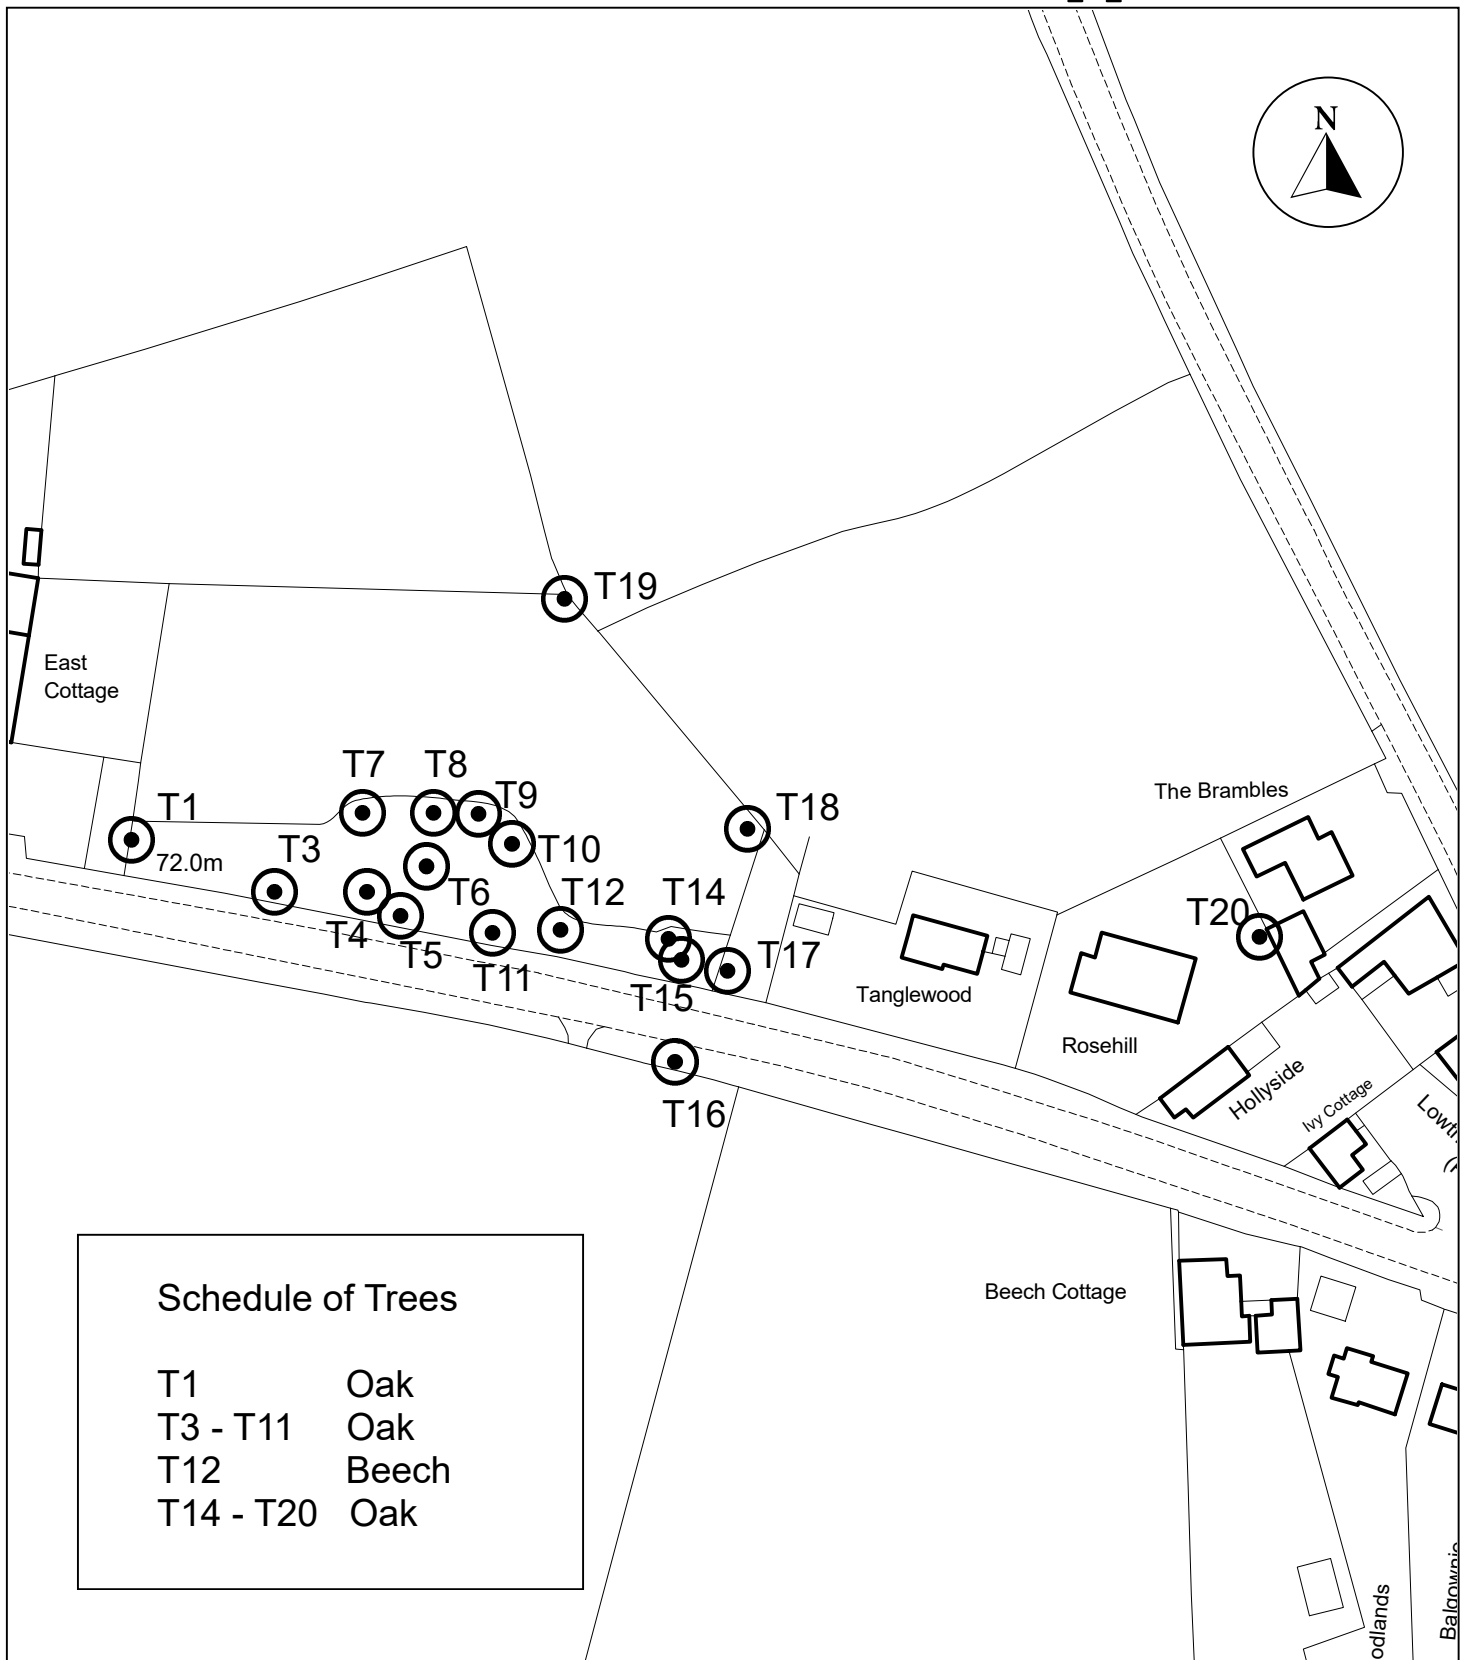 N
T19
East
Cottage
T7
T8
T9
T1
T18
The Brambles
72.0m
T3
T10
T6
T12
T14
T20
T4
T5
T11
T15
T17
Tanglewood
Rosehill
T16
Hollyside
Ivy Cottage
Beech Cottage
Schedule of Trees
T1 Oak
T3 - T11 Oak
T12 Beech
T14 - T20 Oak
odlands
Balgownie